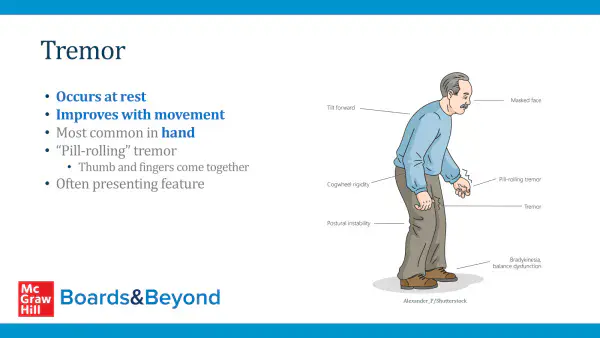 Tremor
• Occurs at rest
• Improves with movement
• Most common in hand
• “Pill-rolling” tremor
• Thumb and fingers come together
• Often presenting feature
Tilt forward
Masked face
Cogwheel rigidity
Pill-rolling tremor
Tremor
Postural instability
Bradykinesia,
balance dysfunction
Alexander_P/Shutterstock
Mc
Graw
Hill
Boards&Beyond